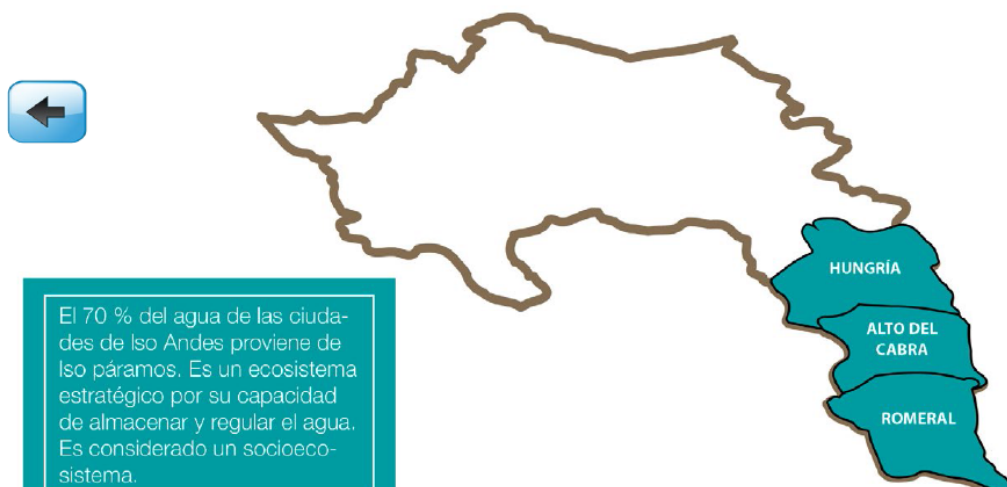 HUNGRÍA
ALTO DEL
CABRA
ROMERAL
El 70 % del agua de las ciuda-
des de lso Andes proviene de
lso páramos. Es un ecosistema
estratégico por su capacidad
de almacenar y regular el agua.
Es considerado un socioeco-
sistema.